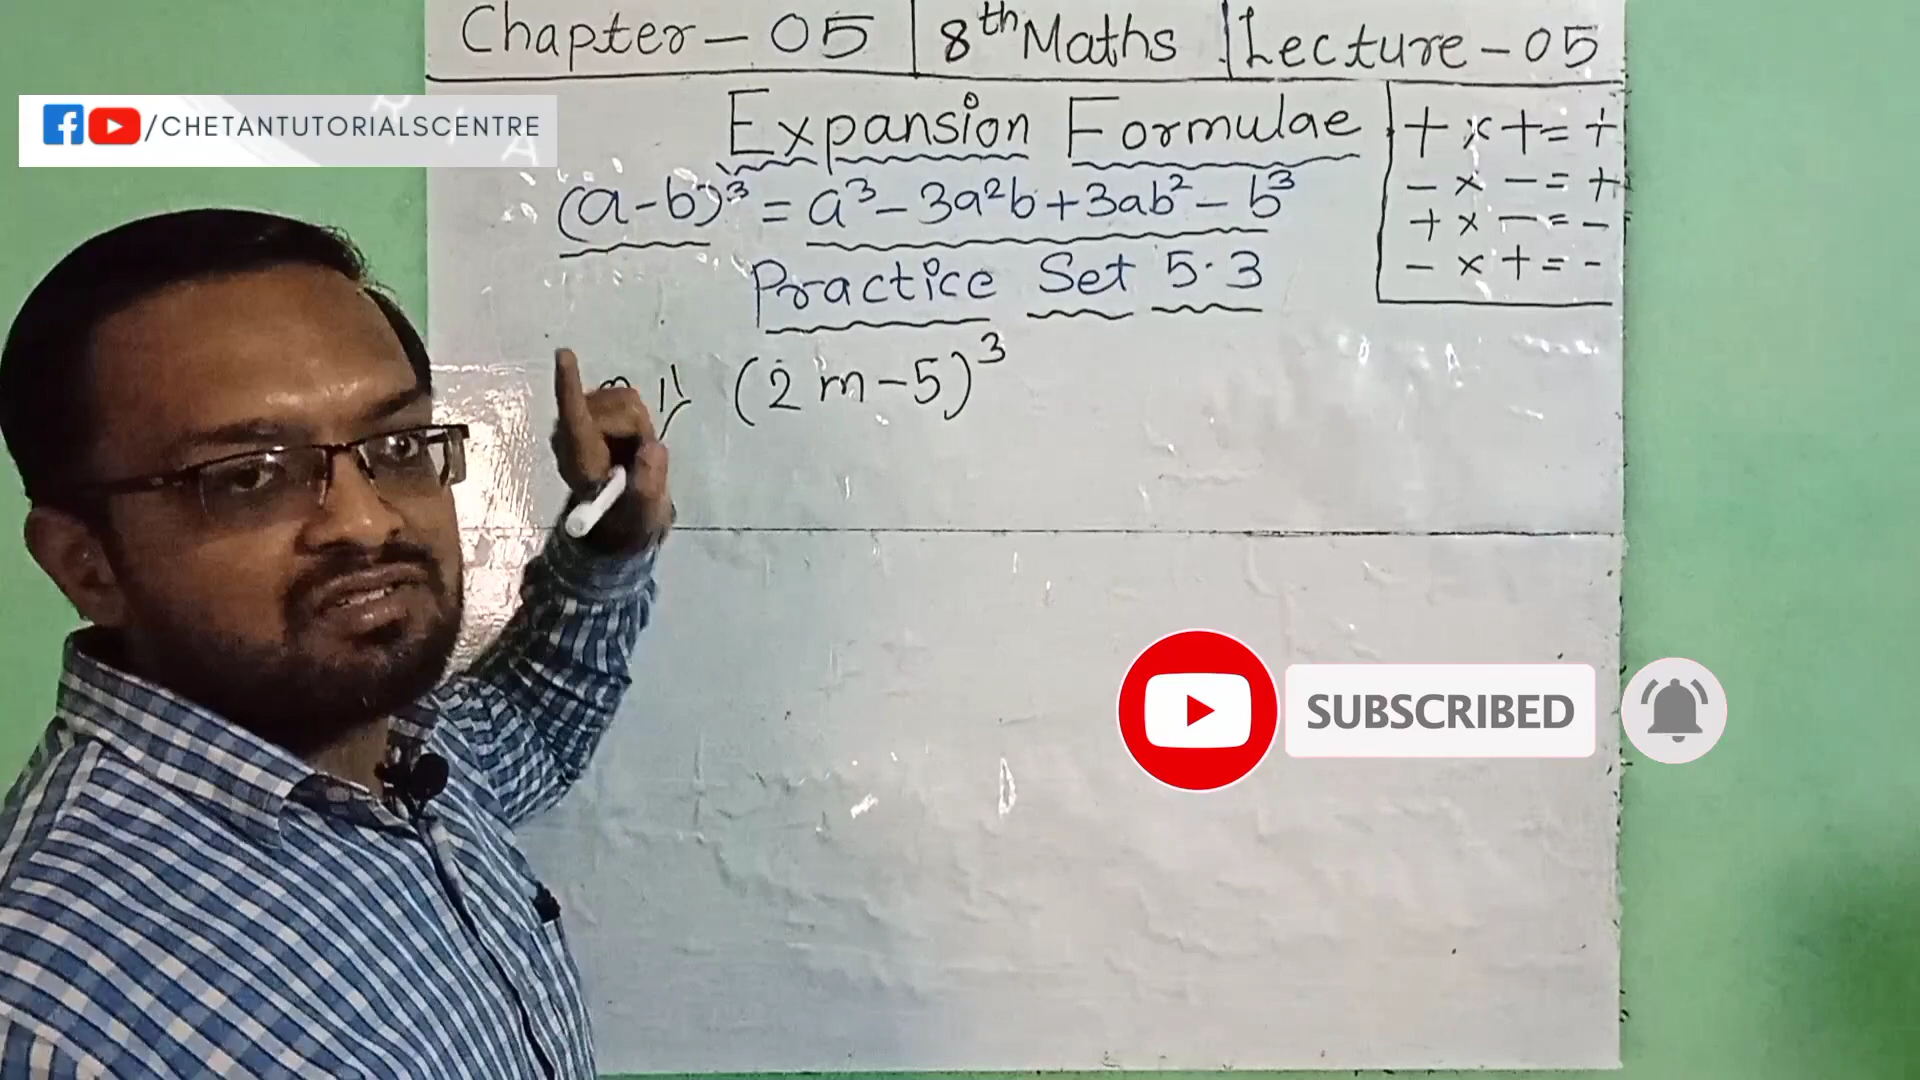 Chapter - 05 | 8th Maths | Lecture - 05
/CHETANTUTORIALSCENTRE
Expansion Formulae
(a-b)³ = a³ - 3a²b + 3ab² - b³
Practice Set 5.3
(2m-5)³
+ × + = +
- × - = +
+ × - = -
- × + = -
SUBSCRIBED